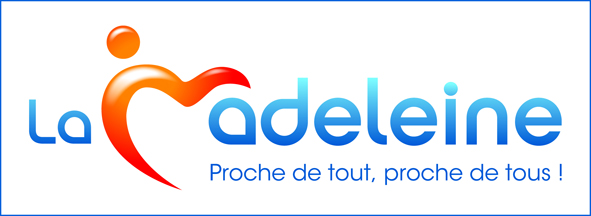 La Madeleine
Proche de tout, proche de tous !